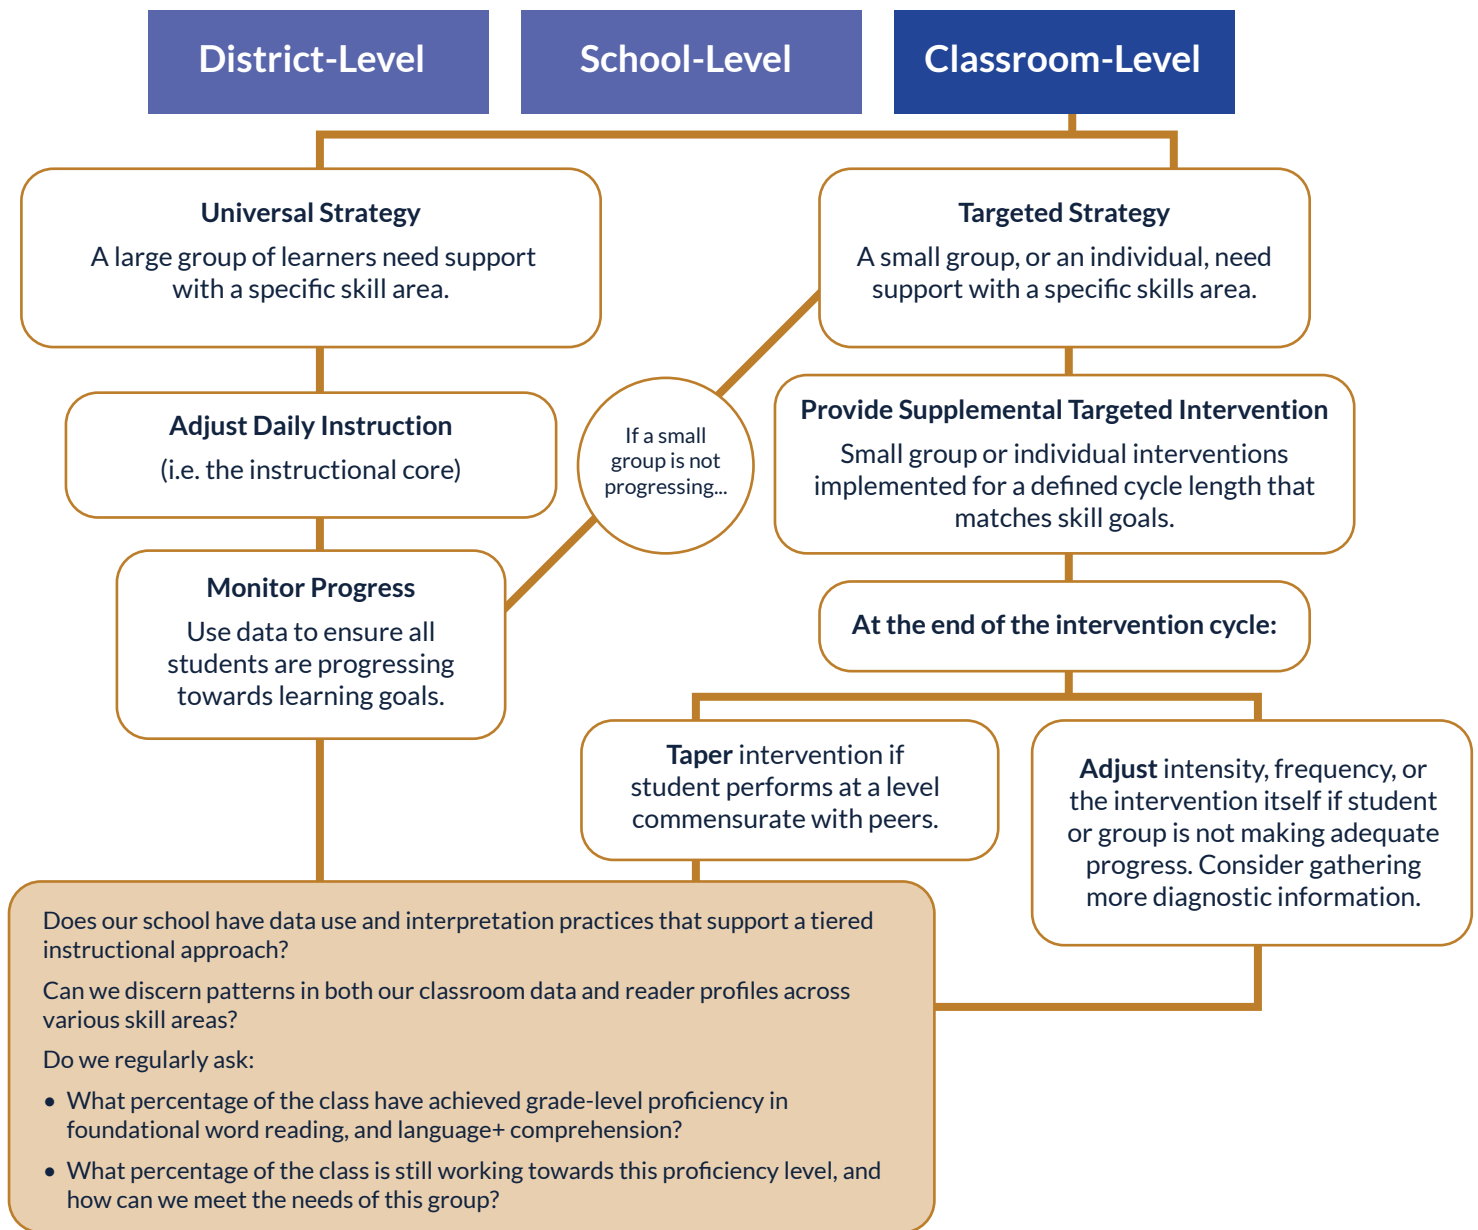 District-Level
School-Level
Classroom-Level
Universal Strategy
A large group of learners need support
with a specific skill area.
Targeted Strategy
A small group, or an individual, need
support with a specific skills area.
Adjust Daily Instruction
(i.e. the instructional core)
If a small
group is not
progressing...
Provide Supplemental Targeted Intervention
Small group or individual interventions
implemented for a defined cycle length that
matches skill goals.
Monitor Progress
Use data to ensure all
students are progressing
towards learning goals.
At the end of the intervention cycle:
Taper intervention if
student performs at a level
commensurate with peers.
Adjust intensity, frequency, or
the intervention itself if student
or group is not making adequate
progress. Consider gathering
more diagnostic information.
Does our school have data use and interpretation practices that support a tiered
instructional approach?
Can we discern patterns in both our classroom data and reader profiles across
various skill areas?
Do we regularly ask:
• What percentage of the class have achieved grade-level proficiency in
foundational word reading, and language+ comprehension?
• What percentage of the class is still working towards this proficiency level, and
how can we meet the needs of this group?